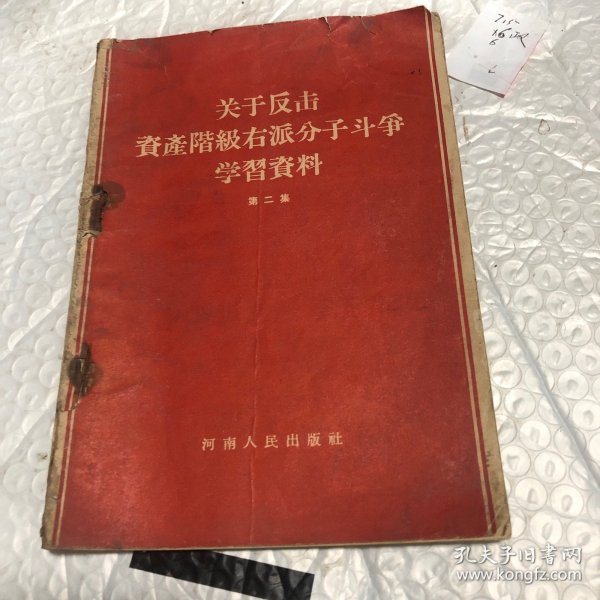 关于反击
資產階級右派分子斗爭
学習資料
第二集
河南人民出版社
孔夫子旧书网
www.kongfz.com